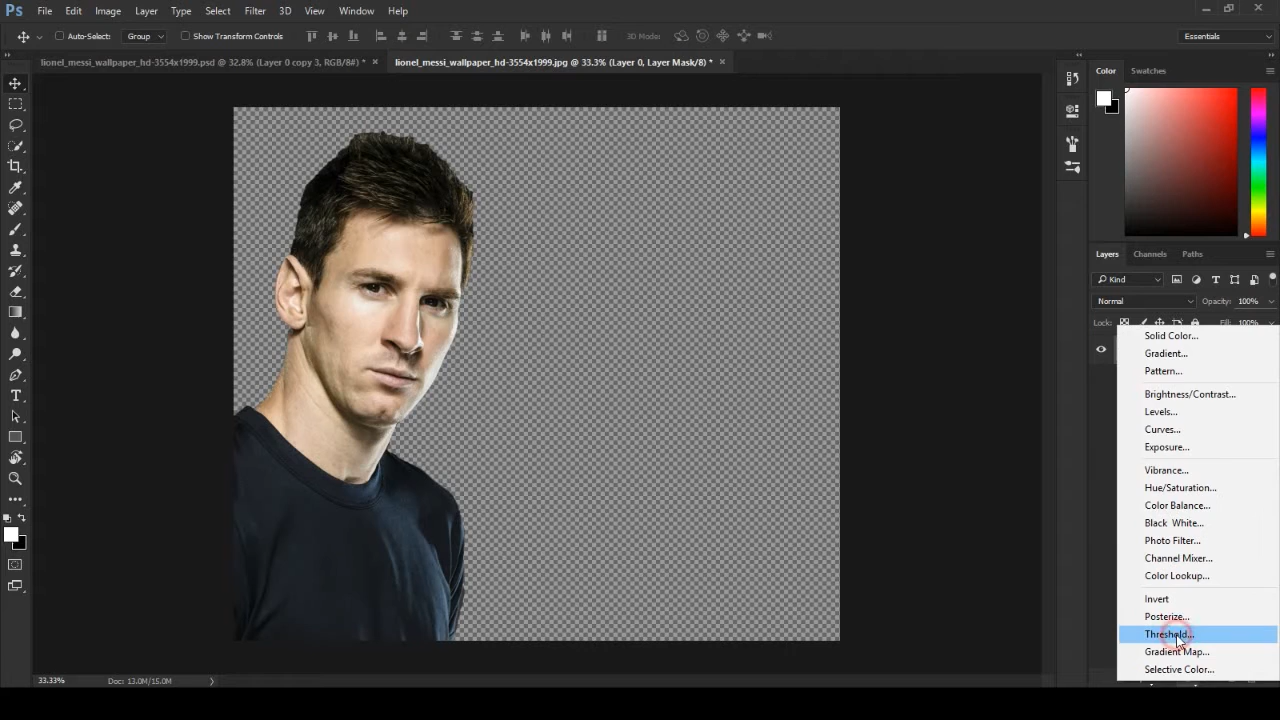 Ps File Edit Image Layer Type Select Filter 3D View Window Help
Auto-Select: Group Show Transform Controls 3D Mode: Essentials
lionel_messi_wallpaper_hd-3554x1999.psd @ 32.8% (Layer 0 copy 3, RGB/8#) * × lionel_messi_wallpaper_hd-3554x1999.jpg @ 33.3% (Layer 0, Layer Mask/8) * ×
Color Swatches
Layers Channels Paths
Kind
Normal Opacity: 100%
Lock: Fill: 100%
Solid Color...
Gradient...
Pattern...
Brightness/Contrast...
Levels...
Curves...
Exposure...
Vibrance...
Hue/Saturation...
Color Balance...
Black White...
Photo Filter...
Channel Mixer...
Color Lookup...
Invert
Posterize...
Threshold...
Gradient Map...
Selective Color...
33.33% Doc: 13.0M/15.0M